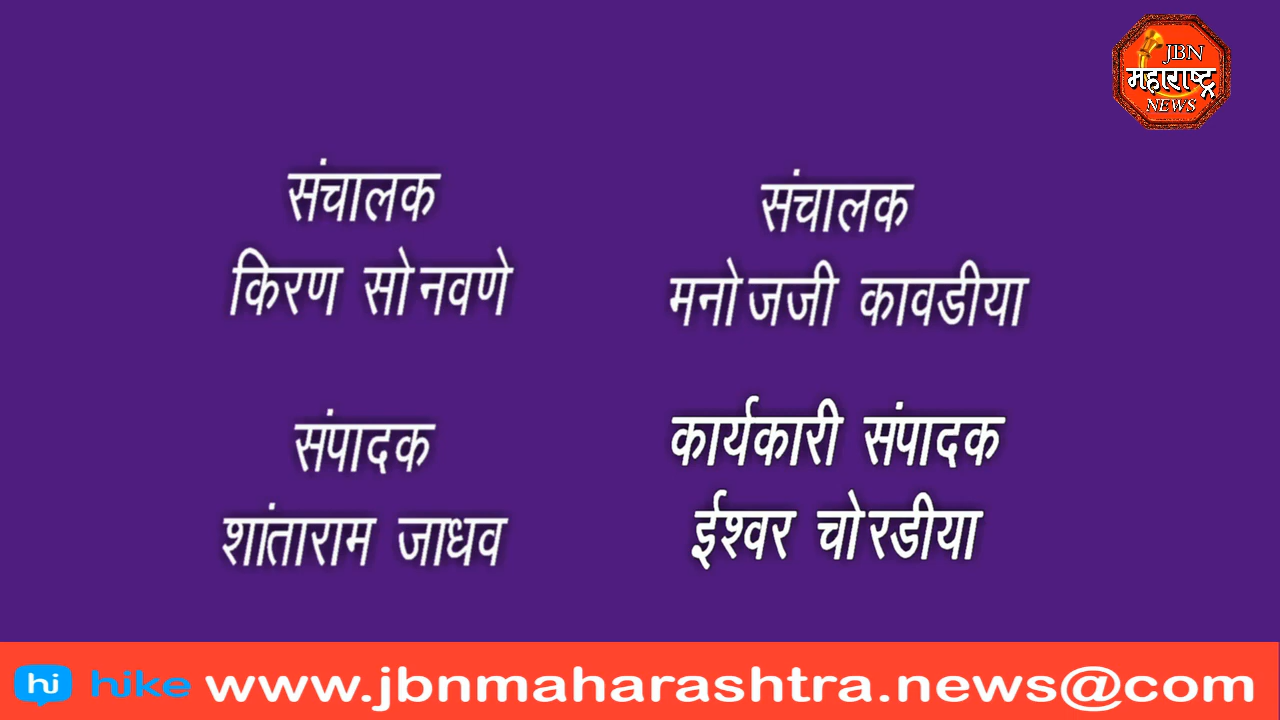 JBN
महाराष्ट्र
NEWS
संचालक
किरण सोनवणे
संचालक
मनोजजी कावडीया
संपादक
शांताराम जाधव
कार्यकारी संपादक
ईश्वर चोरडीया
hi hike www.jbnmaharashtra.news@com